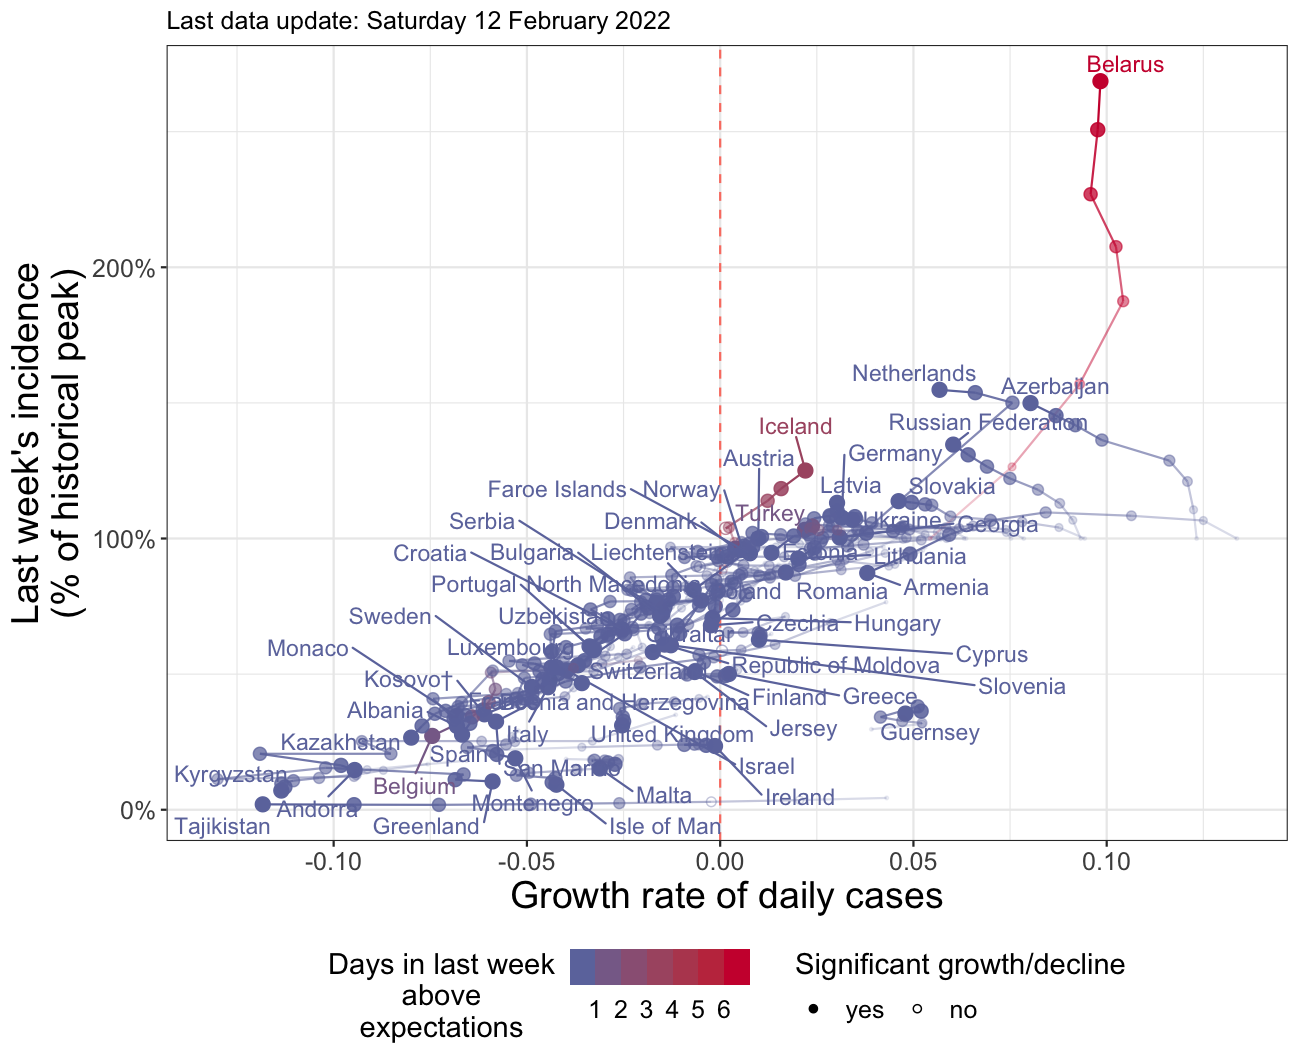 Last data update: Saturday 12 February 2022
Last week's incidence
(% of historical peak)
200%
100%
0%
Belarus
Netherlands
Azerbaijan
Russian Federation
Iceland
Austria
Germany
Latvia
Slovakia
Faroe Islands
Norway
Turkey
Ukraine
Georgia
Serbia
Denmark
Croatia
Bulgaria
Liechtenstein
Estonia
Lithuania
Portugal
North Macedonia
Poland
Romania
Armenia
Sweden
Uzbekistan
Gibraltar
Czechia
Hungary
Monaco
Luxembourg
Cyprus
Kosovo†
Switzerland
Republic of Moldova
Slovenia
Albania
and Herzegovina
Finland
Greece
Kazakhstan
Italy
United Kingdom
Jersey
Guernsey
Spain
Kyrgyzstan
San Marino
Israel
Belgium
Andorra
Montenegro
Malta
Ireland
Tajikistan
Greenland
Isle of Man
-0.10
-0.05
0.00
0.05
0.10
Growth rate of daily cases
Days in last week
above
expectations
1 2 3 4 5 6
Significant growth/decline
yes
no